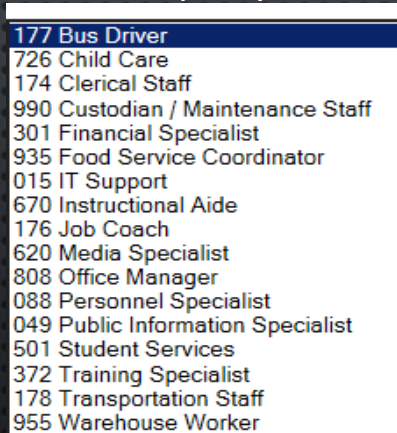 177 Bus Driver
726 Child Care
174 Clerical Staff
990 Custodian / Maintenance Staff
301 Financial Specialist
935 Food Service Coordinator
015 IT Support
670 Instructional Aide
176 Job Coach
620 Media Specialist
808 Office Manager
088 Personnel Specialist
049 Public Information Specialist
501 Student Services
372 Training Specialist
178 Transportation Staff
955 Warehouse Worker